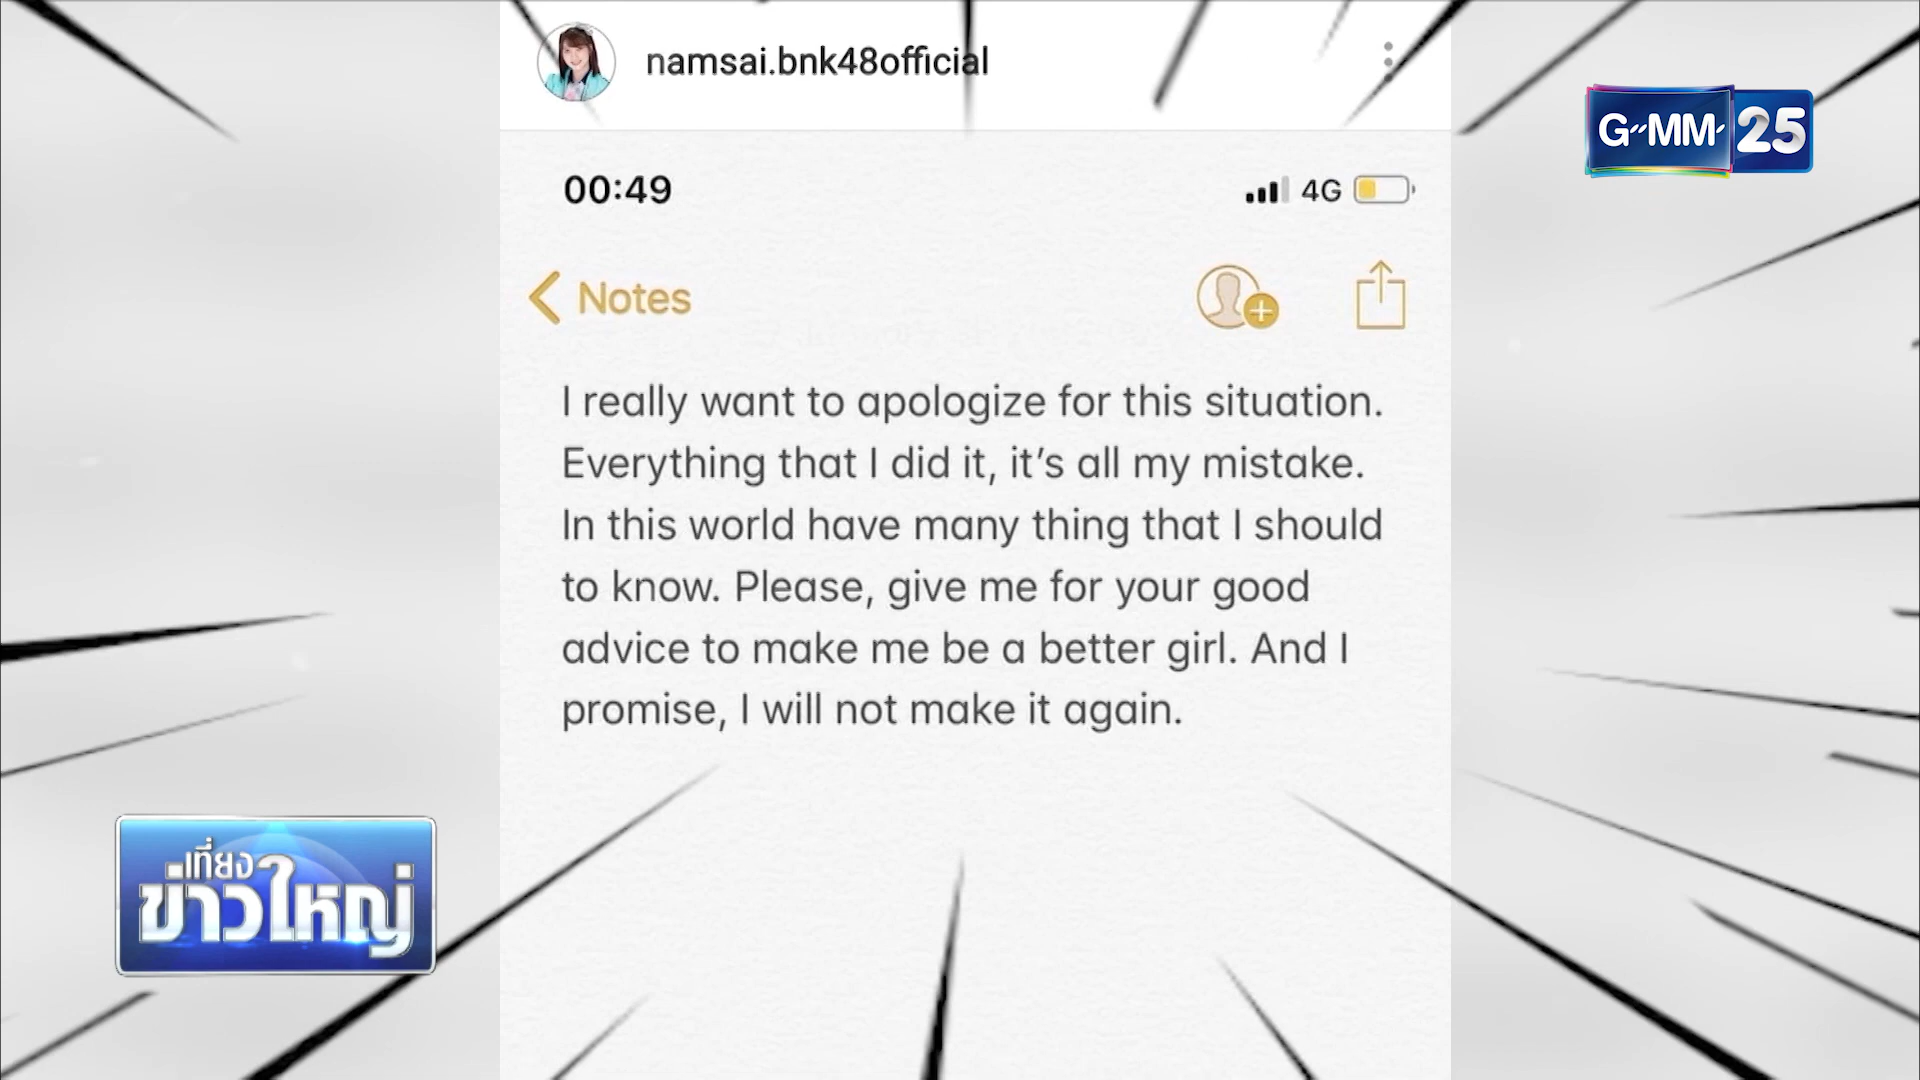 namsai.bnk48official
G-MM 25
00:49
4G
Notes
I really want to apologize for this situation.
Everything that I did it, it's all my mistake.
In this world have many thing that I should
to know. Please, give me for your good
advice to make me be a better girl. And I
promise, I will not make it again.
เที่ยง
ข่าวใหญ่